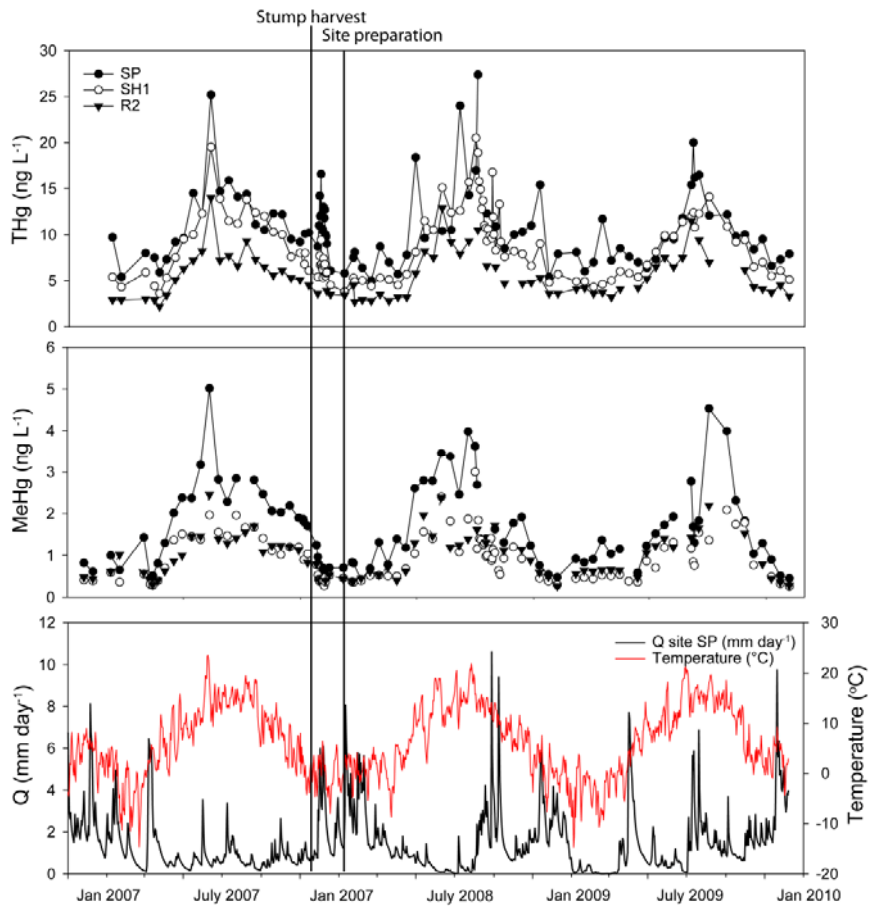 Stump harvest
Site preparation
30
25
20
15
10
5
0
THg (ng L-1)
SP
SH1
R2
6
5
4
3
2
1
0
MeHg (ng L-1)
12
10
8
6
4
2
0
Q (mm day-1)
Q site SP (mm day-1)
Temperature (°C)
30
20
10
0
-10
-20
Temperature (°C)
Jan 2007 July 2007 Jan 2007 July 2008 Jan 2009 July 2009 Jan 2010